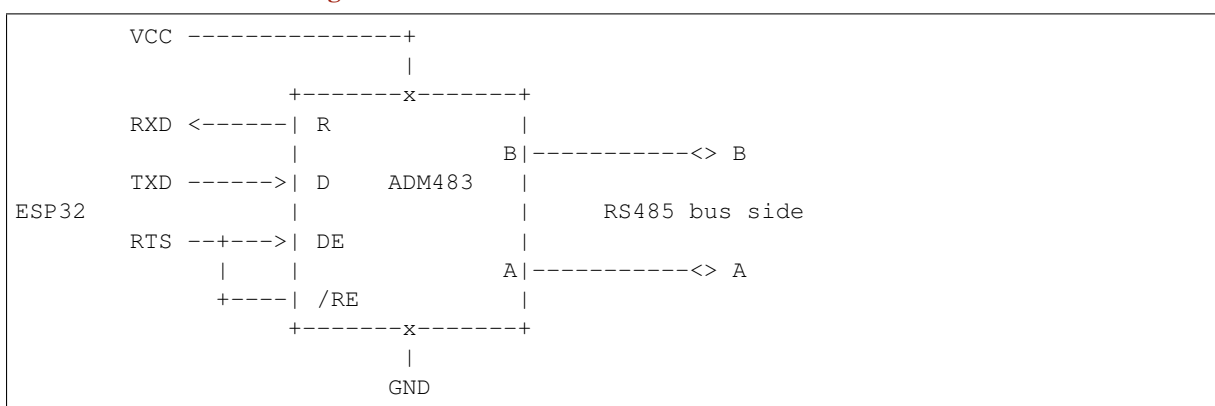 VCC ---------------+
|
+-------x-------+
RXD <------| R |
| B|-----------<> B
TXD ------>| D ADM483 |
ESP32 | | RS485 bus side
RTS --+--->| DE |
| | A|-----------<> A
+----| /RE |
+-------x-------+
|
GND